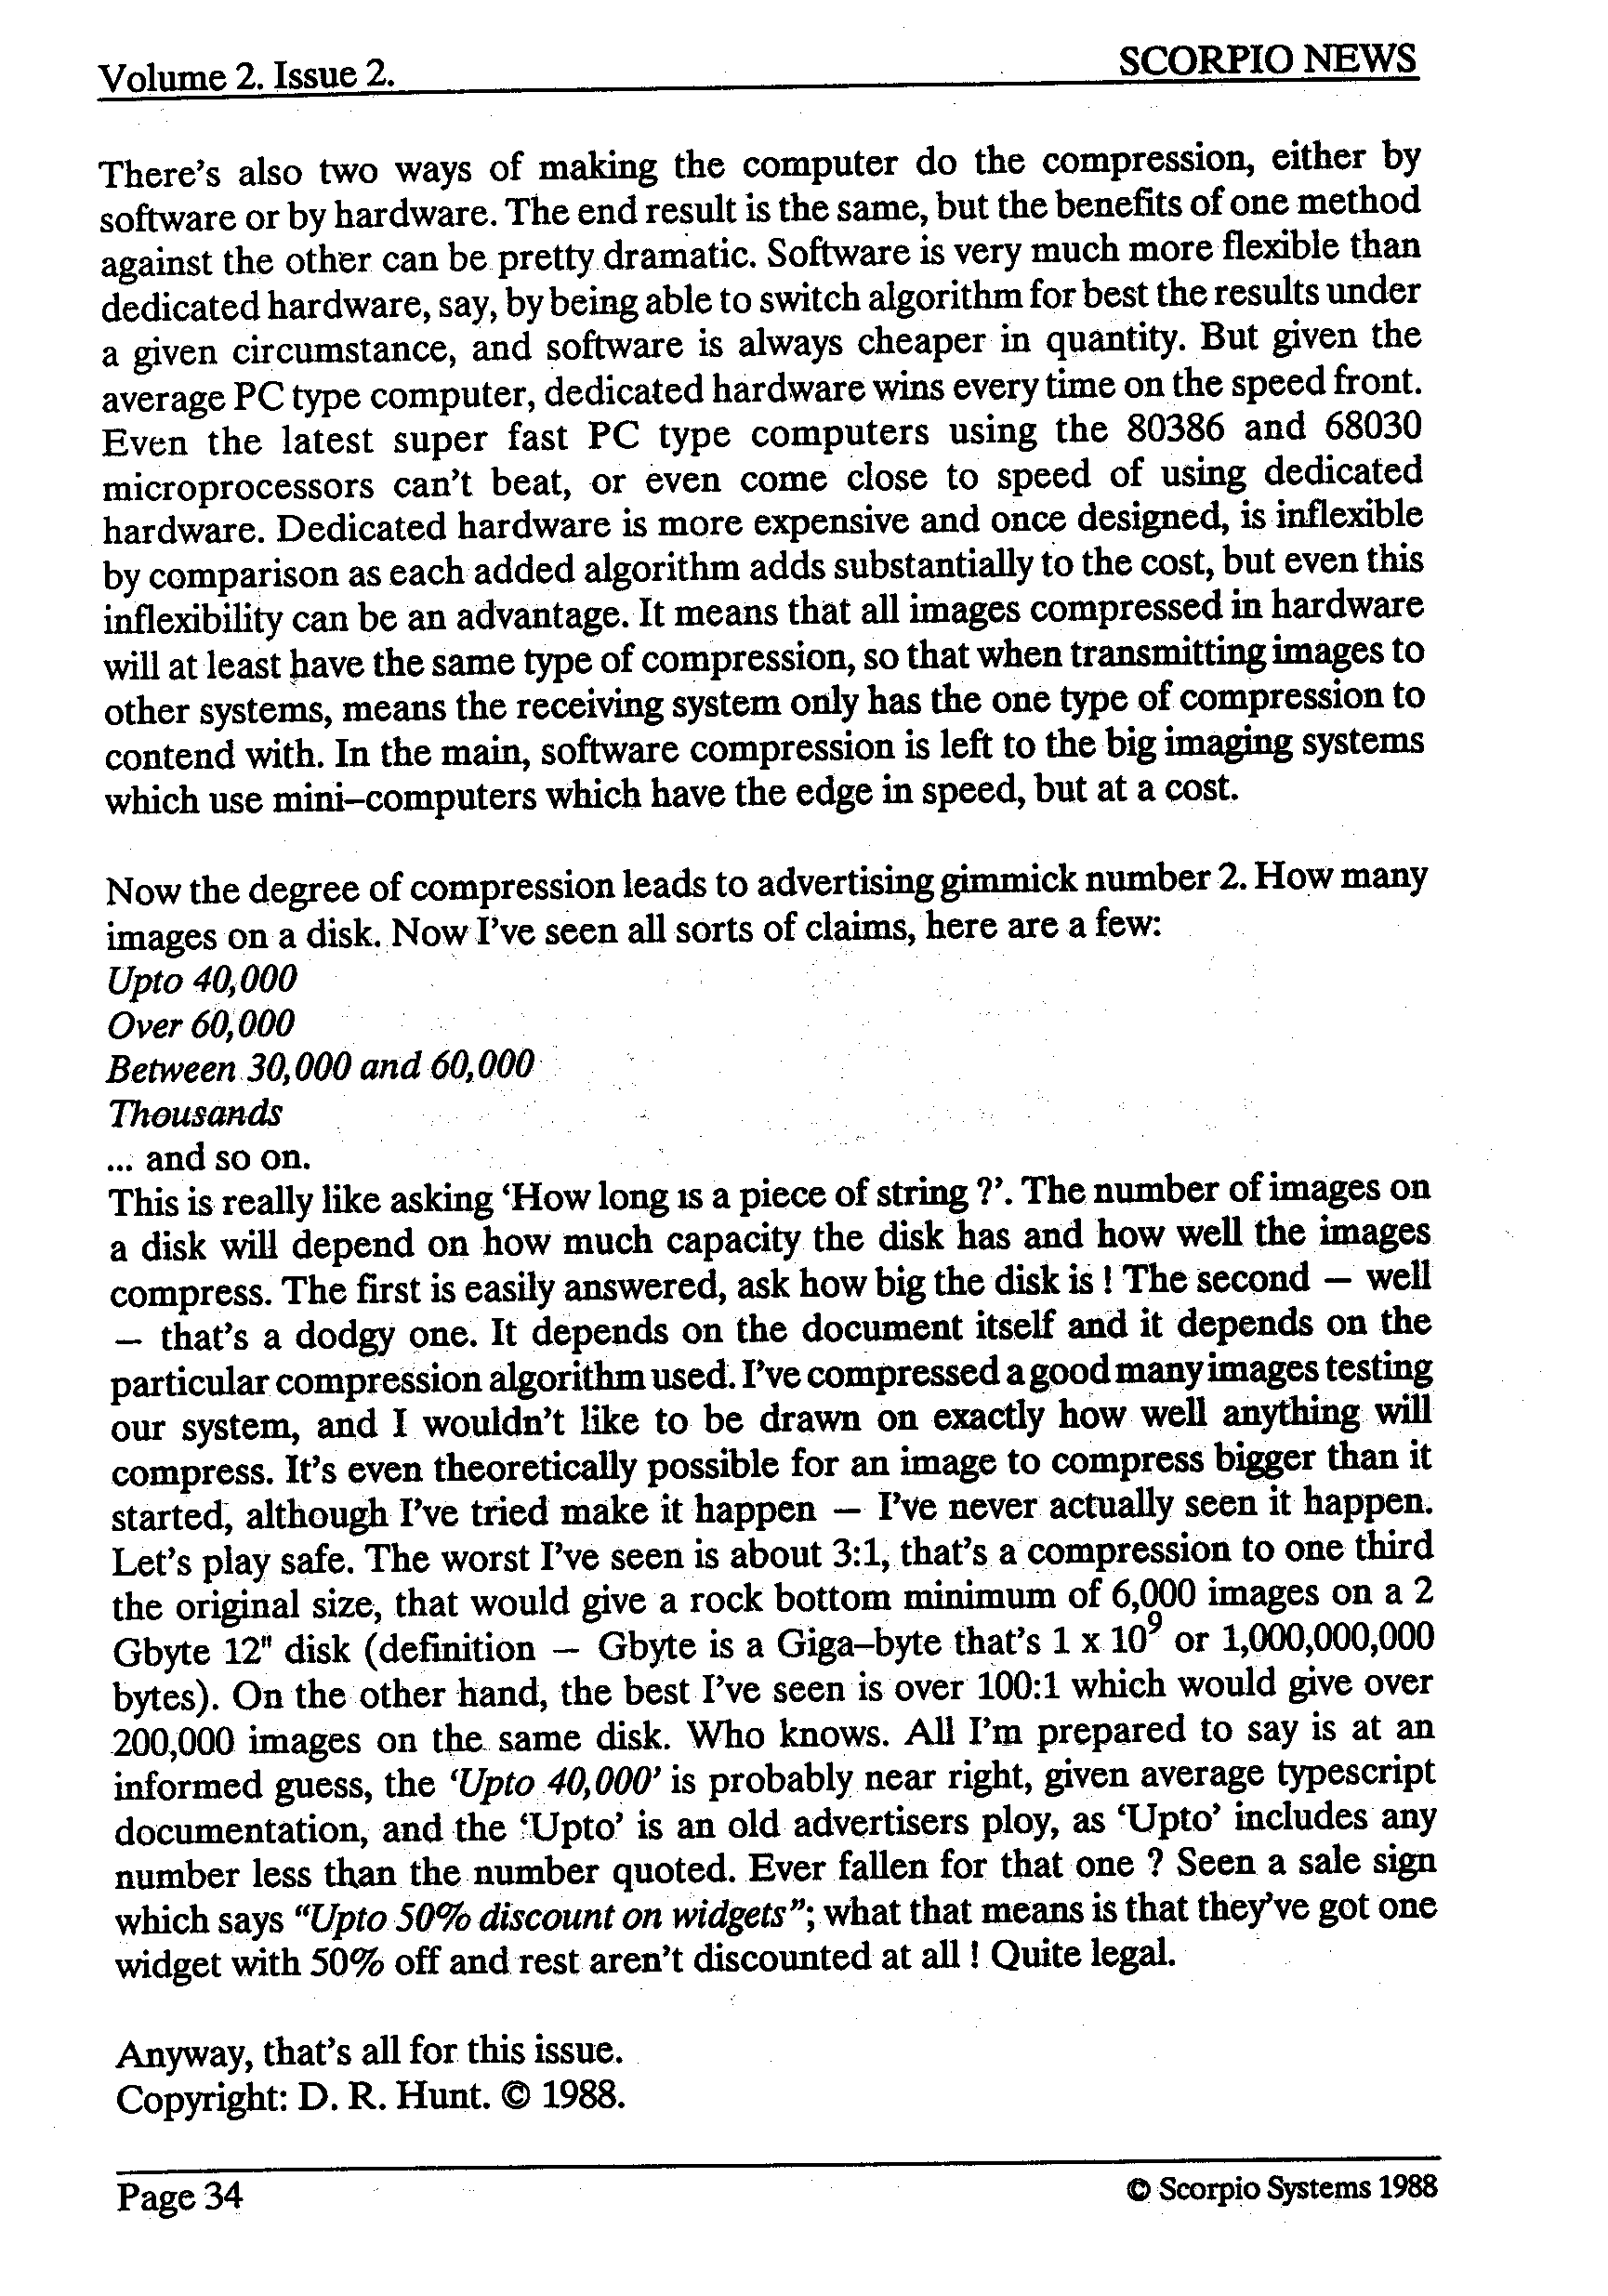 Volume 2. Issue 2.
SCORPIO NEWS
There's also two ways of making the computer do the compression, either by
software or by hardware. The end result is the same, but the benefits of one method
against the other can be pretty dramatic. Software is very much more flexible than
dedicated hardware, say, by being able to switch algorithm for best the results under
a given circumstance, and software is always cheaper in quantity. But given the
average PC type computer, dedicated hardware wins every time on the speed front.
Even the latest super fast PC type computers using the 80386 and 68030
microprocessors can't beat, or even come close to speed of using dedicated
hardware. Dedicated hardware is more expensive and once designed, is inflexible
by comparison as each added algorithm adds substantially to the cost, but even this
inflexibility can be an advantage. It means that all images compressed in hardware
will at least have the same type of compression, so that when transmitting images to
other systems, means the receiving system only has the one type of compression to
contend with. In the main, software compression is left to the big imaging systems
which use mini–computers which have the edge in speed, but at a cost.
Now the degree of compression leads to advertising gimmick number 2. How many
images on a disk. Now I've seen all sorts of claims, here are a few:
Upto 40,000
Over 60,000
Between 30,000 and 60,000
Thousands
... and so on.
This is really like asking ‘How long is a piece of string ?’. The number of images on
a disk will depend on how much capacity the disk has and how well the images
compress. The first is easily answered, ask how big the disk is ! The second – well
– that's a dodgy one. It depends on the document itself and it depends on the
particular compression algorithm used. I've compressed a good many images testing
our system, and I wouldn't like to be drawn on exactly how well anything will
compress. It's even theoretically possible for an image to compress bigger than it
started, although I've tried make it happen – I've never actually seen it happen.
Let's play safe. The worst I've seen is about 3:1, that's a compression to one third
the original size, that would give a rock bottom minimum of 6,000 images on a 2
Gbyte 12" disk (definition – Gbyte is a Giga–byte that's 1 x 10⁹ or 1,000,000,000
bytes). On the other hand, the best I've seen is over 100:1 which would give over
200,000 images on the same disk. Who knows. All I'm prepared to say is at an
informed guess, the ‘Upto 40,000’ is probably near right, given average typescript
documentation, and the ‘Upto’ is an old advertisers ploy, as ‘Upto’ includes any
number less than the number quoted. Ever fallen for that one ? Seen a sale sign
which says “Upto 50% discount on widgets”; what that means is that they've got one
widget with 50% off and rest aren't discounted at all ! Quite legal.
Anyway, that's all for this issue.
Copyright: D. R. Hunt. © 1988.
Page 34
© Scorpio Systems 1988